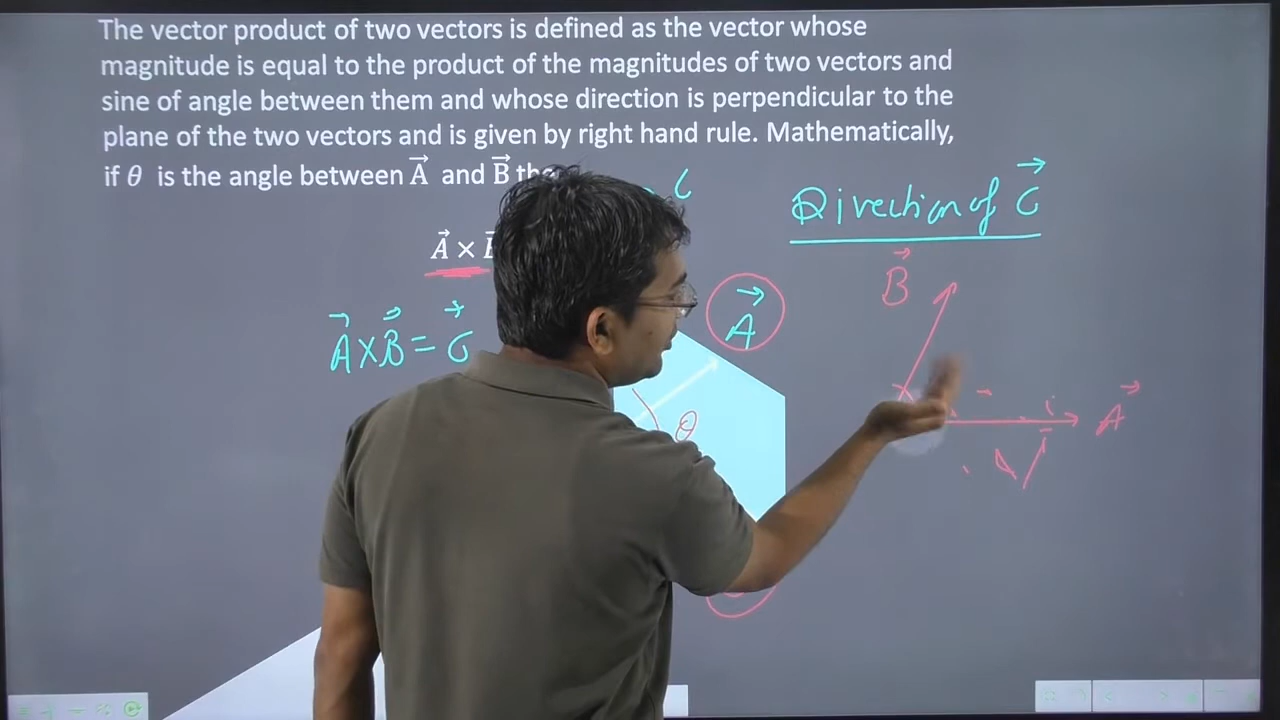 The vector product of two vectors is defined as the vector whose
magnitude is equal to the product of the magnitudes of two vectors and
sine of angle between them and whose direction is perpendicular to the
plane of the two vectors and is given by right hand rule. Mathematically,
if θ is the angle between A⃗ and B⃗
Direction of C⃗
A⃗ ×
B⃗
A⃗
A⃗ × B⃗ = C⃗
A⃗
θ